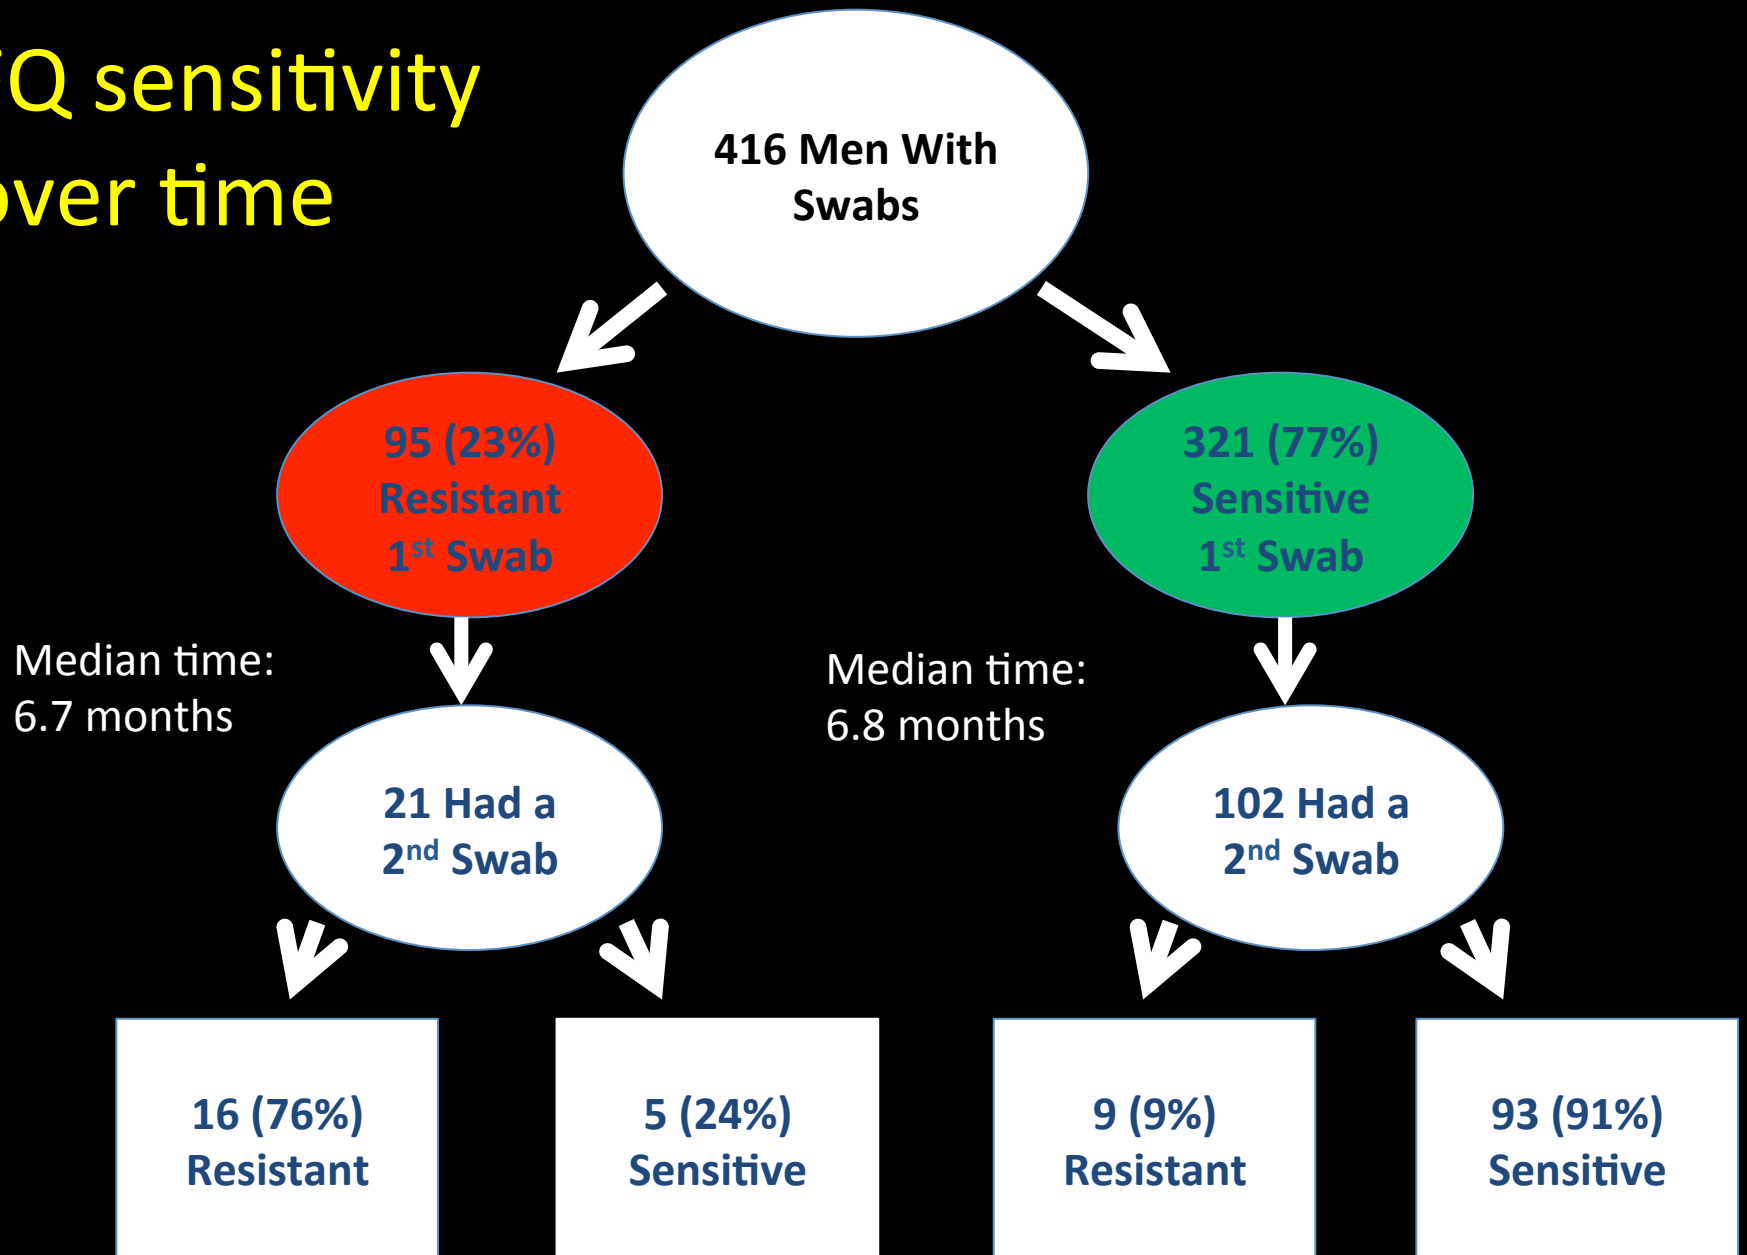 Q sensitivity
over time
416 Men With
Swabs
95 (23%)
Resistant
1st Swab
321 (77%)
Sensitive
1st Swab
Median time:
6.7 months
Median time:
6.8 months
21 Had a
2nd Swab
102 Had a
2nd Swab
16 (76%)
Resistant
5 (24%)
Sensitive
9 (9%)
Resistant
93 (91%)
Sensitive